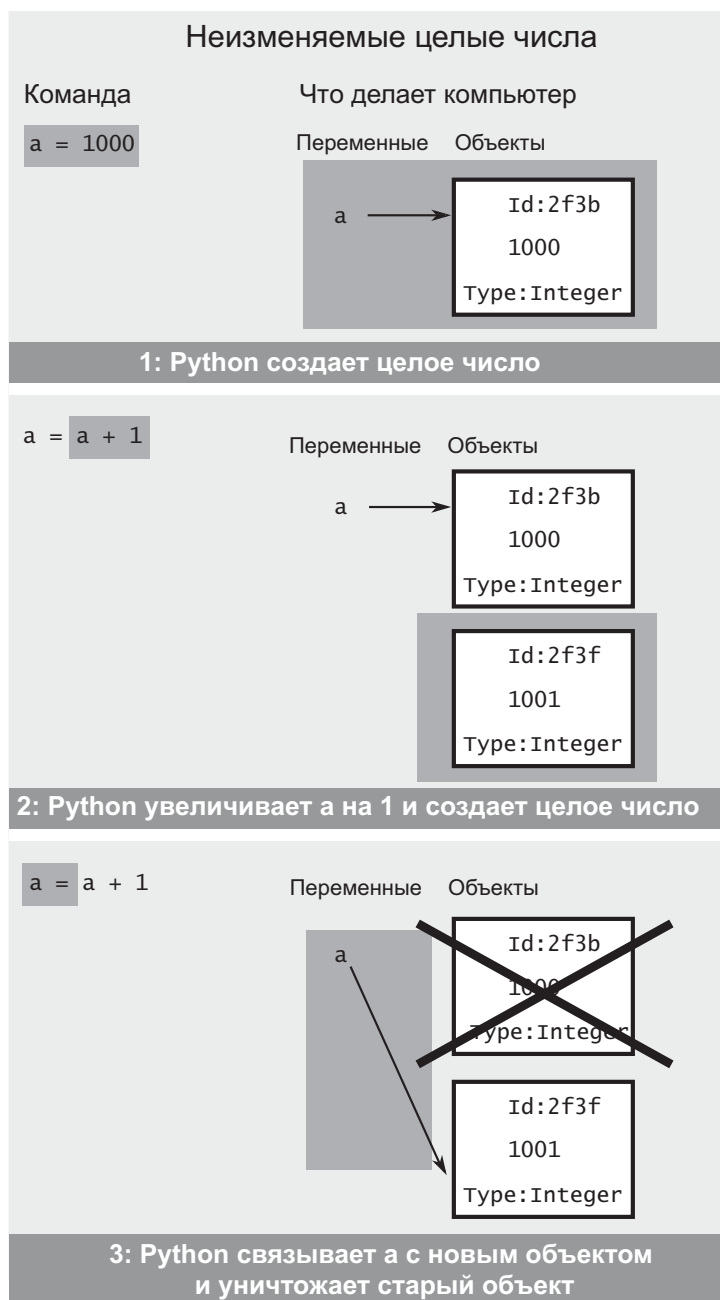 Неизменяемые целые числа
Команда
Что делает компьютер
a = 1000
Переменные
Объекты
a
Id:2f3b
1000
Type:Integer
1: Python создает целое число
a = a + 1
Переменные
Объекты
a
Id:2f3b
1000
Type:Integer
Id:2f3f
1001
Type:Integer
2: Python увеличивает a на 1 и создает целое число
a = a + 1
Переменные
Объекты
a
Id:2f3b
1000
Type:Integer
Id:2f3f
1001
Type:Integer
3: Python связывает a с новым объектом
и уничтожает старый объект